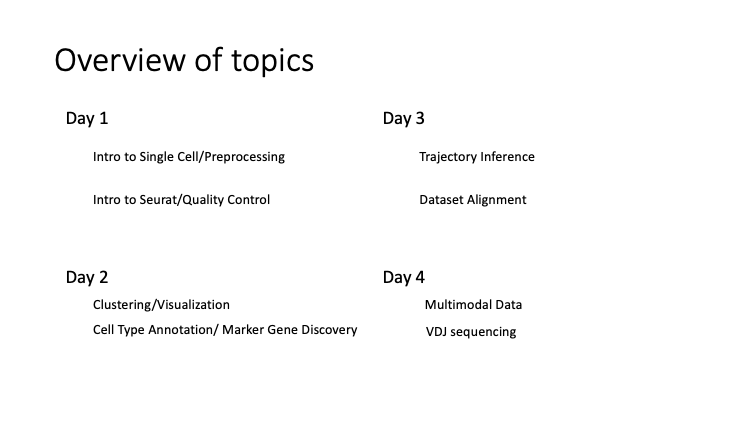 Overview of topics
Day 1
Intro to Single Cell/Preprocessing
Intro to Seurat/Quality Control
Day 2
Clustering/Visualization
Cell Type Annotation/ Marker Gene Discovery
Day 3
Trajectory Inference
Dataset Alignment
Day 4
Multimodal Data
VDJ sequencing